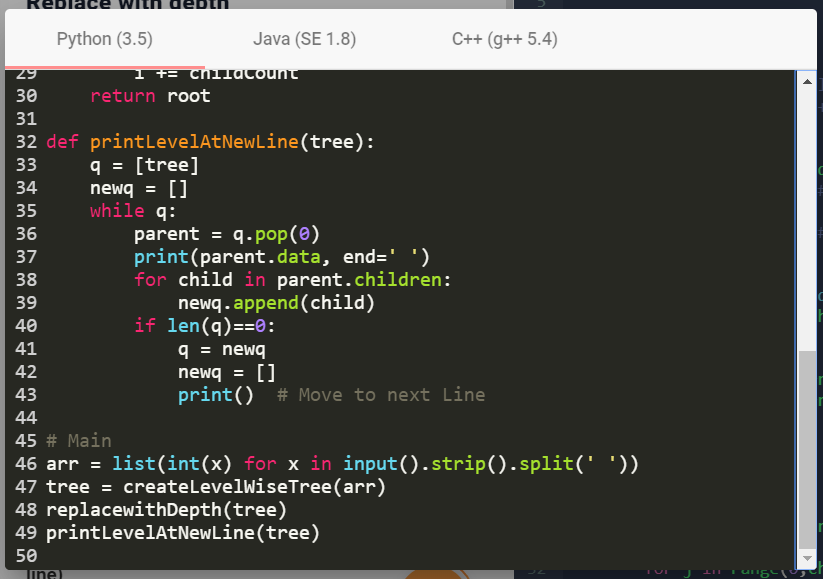 Replace with depth
Python (3.5) Java (SE 1.8) C++ (g++ 5.4)
29         i += childCount
30     return root
31
32 def printLevelAtNewLine(tree):
33     q = [tree]
34     newq = []
35     while q:
36         parent = q.pop(0)
37         print(parent.data, end=' ')
38         for child in parent.children:
39             newq.append(child)
40         if len(q)==0:
41             q = newq
42             newq = []
43             print()  # Move to next Line
44
45 # Main
46 arr = list(int(x) for x in input().strip().split(' '))
47 tree = createLevelWiseTree(arr)
48 replacewithDepth(tree)
49 printLevelAtNewLine(tree)
50
line)
for j in range(